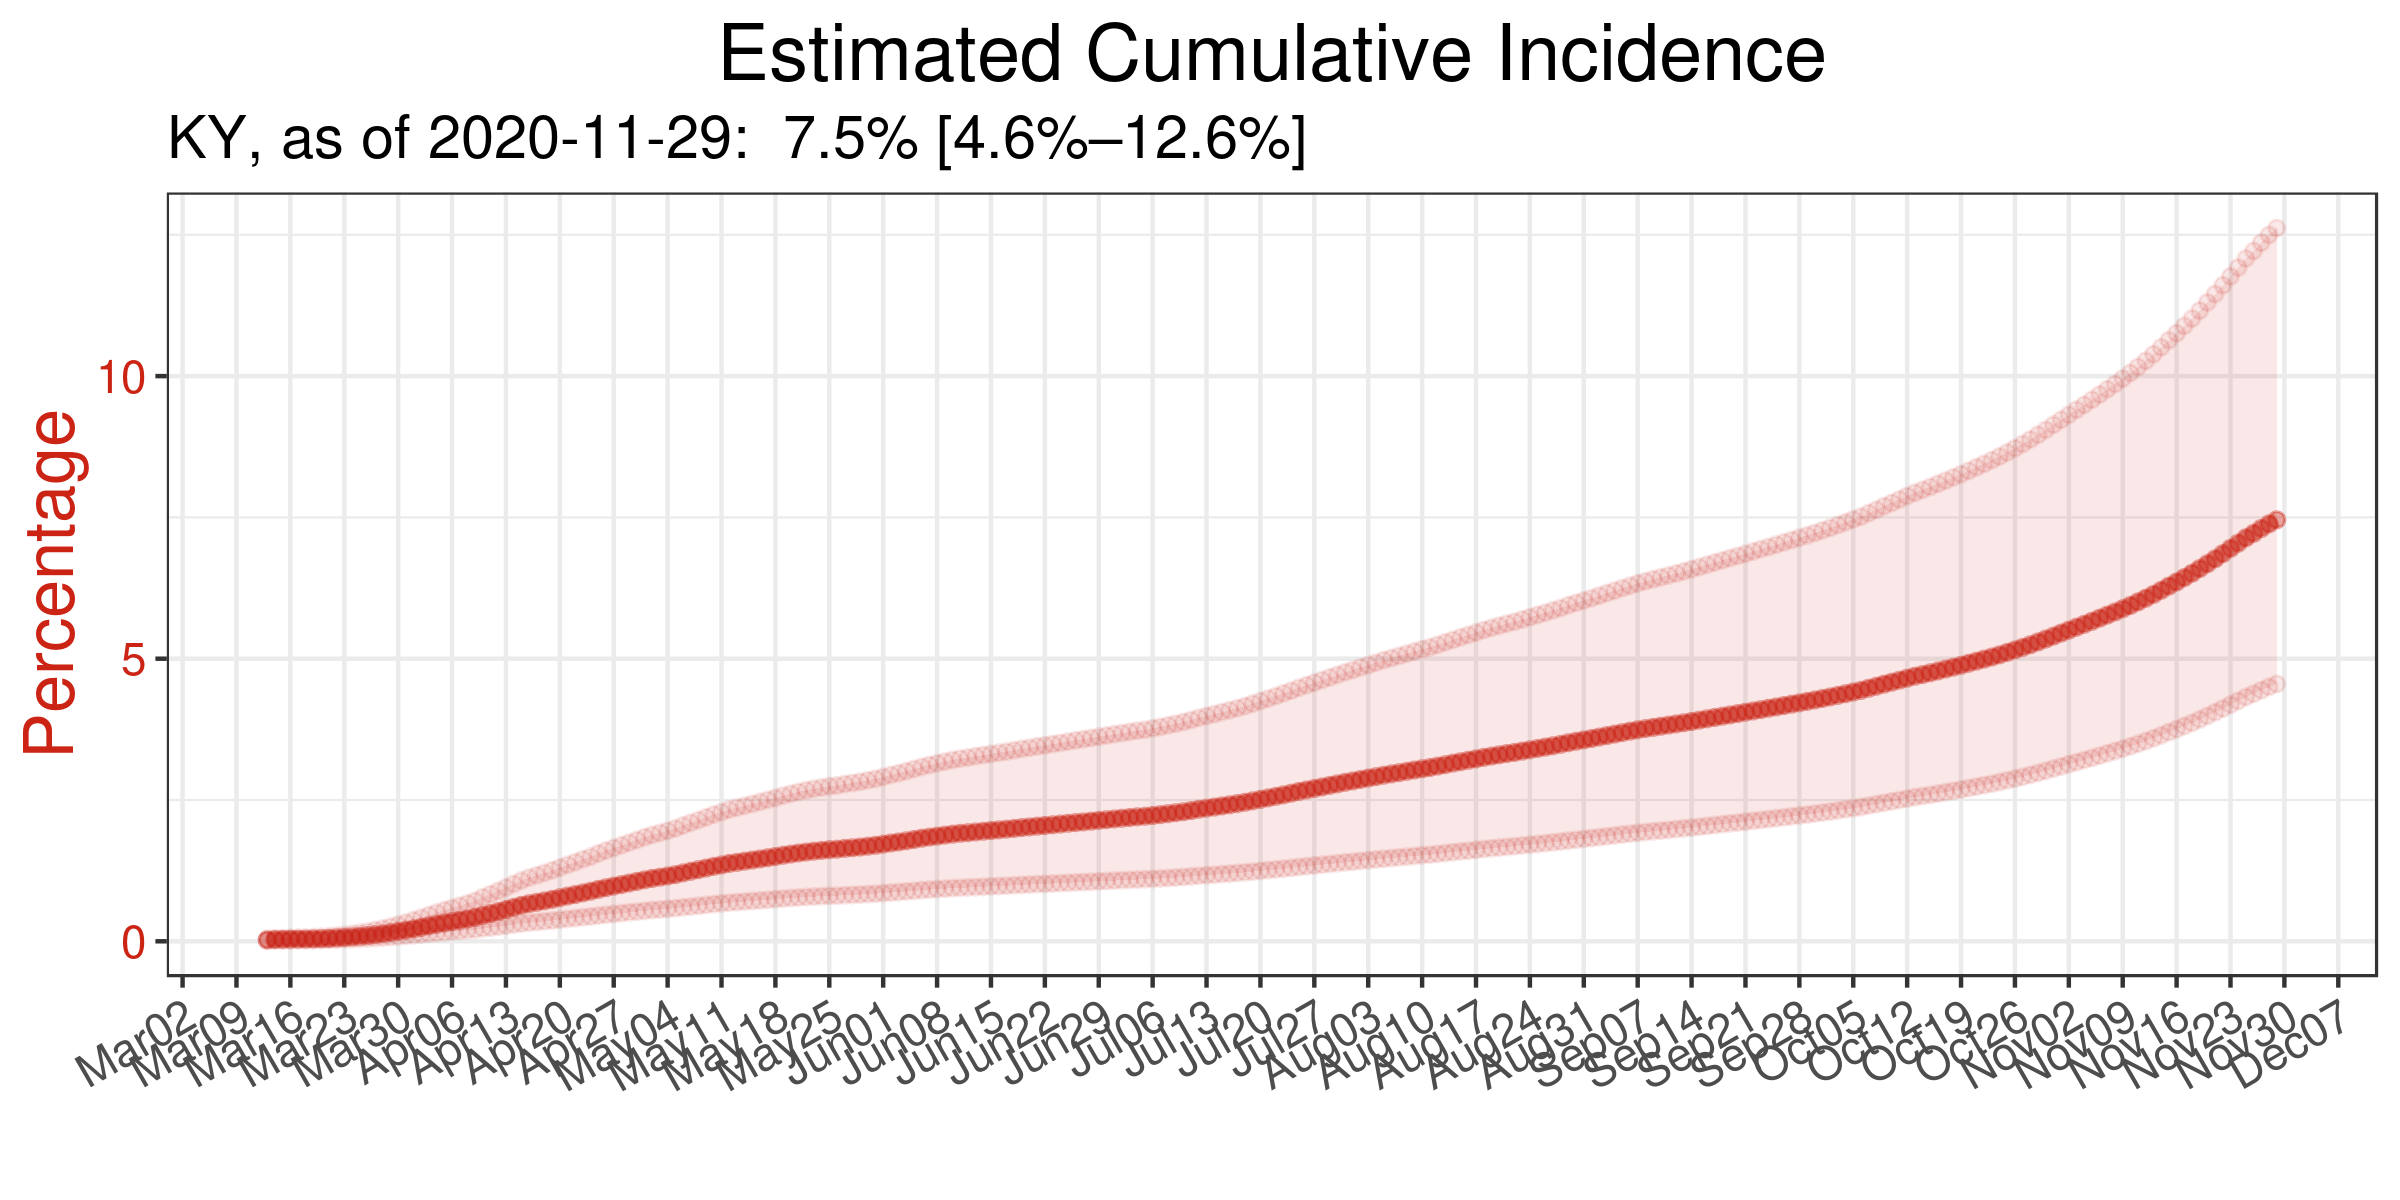 Estimated Cumulative Incidence
KY, as of 2020-11-29:  7.5% [4.6%–12.6%]
Percentage
10
5
0
Mar02
Mar09
Mar16
Mar23
Mar30
Apr06
Apr13
Apr20
Apr27
May04
May11
May18
May25
Jun01
Jun08
Jun15
Jun22
Jun29
Jul06
Jul13
Jul20
Jul27
Aug03
Aug10
Aug17
Aug24
Aug31
Sep07
Sep14
Sep21
Sep28
Oct05
Oct12
Oct19
Oct26
Nov02
Nov09
Nov16
Nov23
Nov30
Dec07